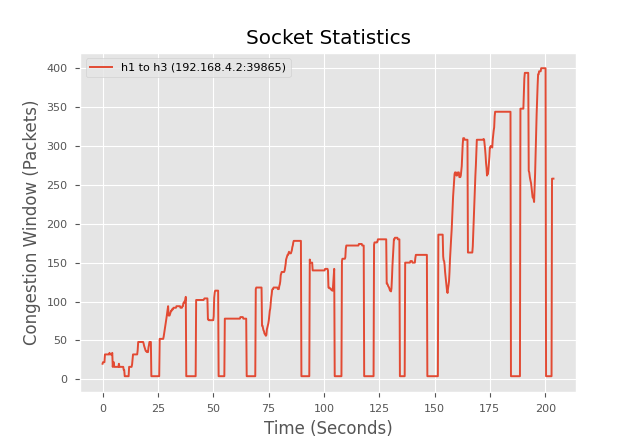 Socket Statistics
h1 to h3 (192.168.4.2:39865)
400
350
300
250
200
150
100
50
0
Congestion Window (Packets)
0 25 50 75 100 125 150 175 200
Time (Seconds)